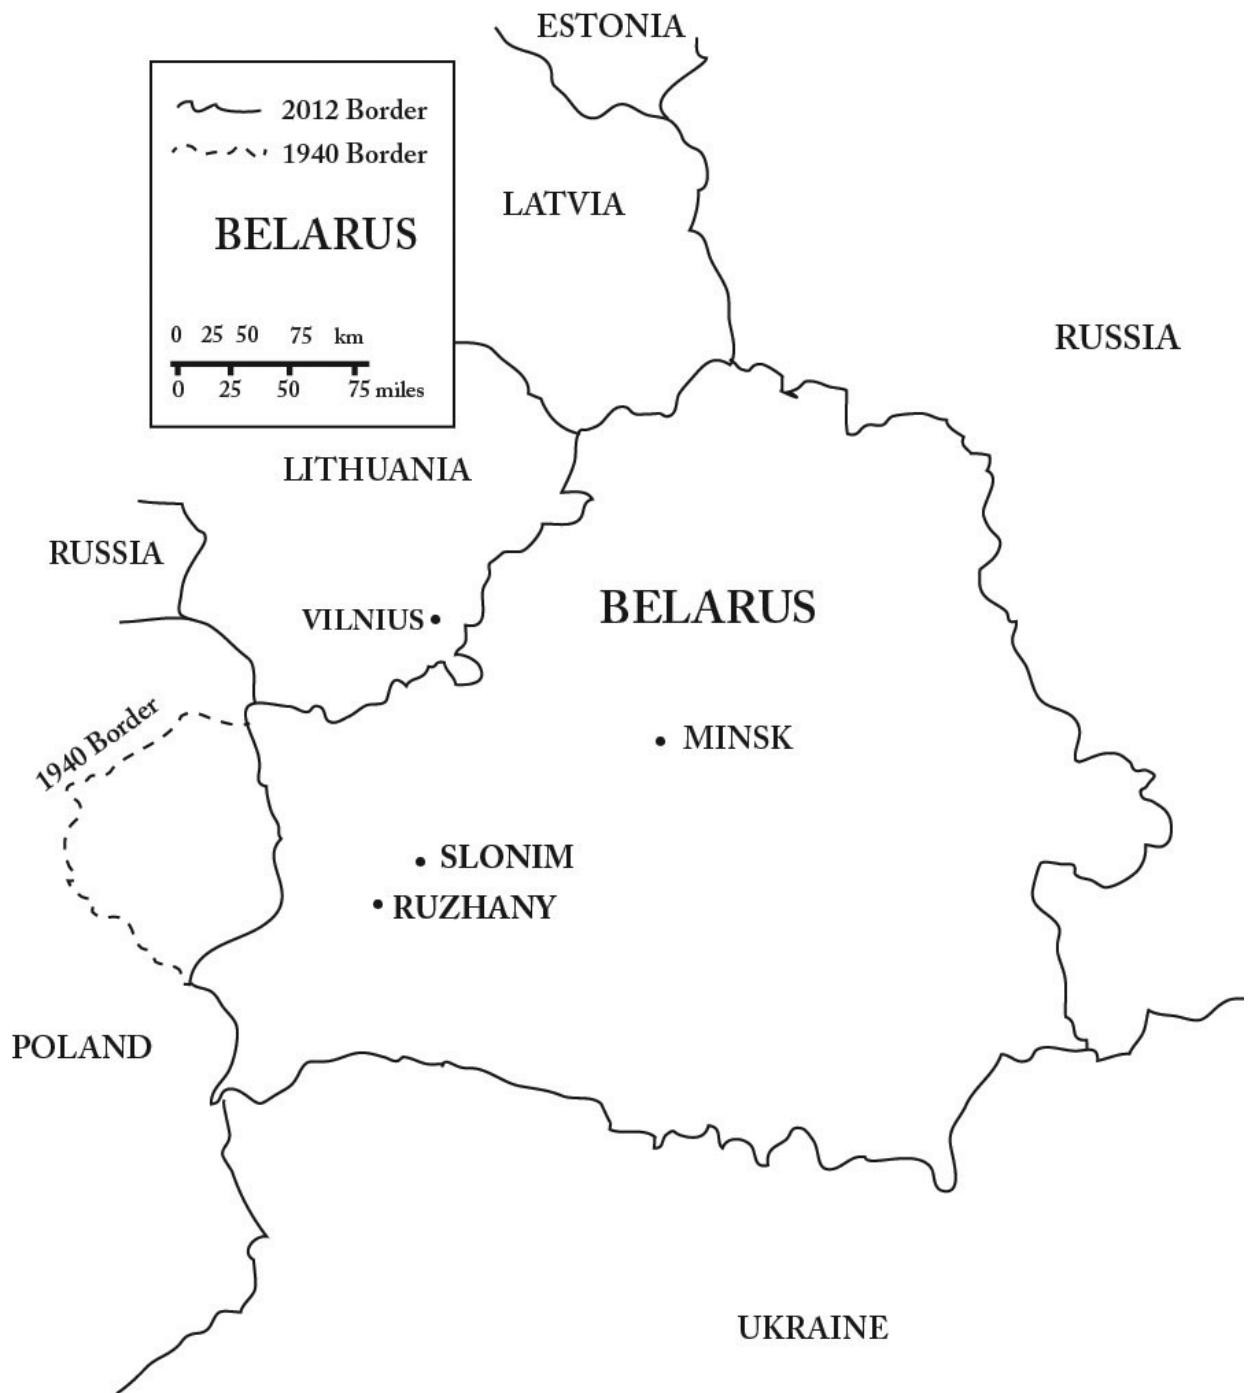 ESTONIA
2012 Border
1940 Border
BELARUS
0 25 50 75 km
0 25 50 75 miles
LATVIA
RUSSIA
LITHUANIA
RUSSIA
VILNIUS
BELARUS
1940 Border
MINSK
SLONIM
RUZHANY
POLAND
UKRAINE